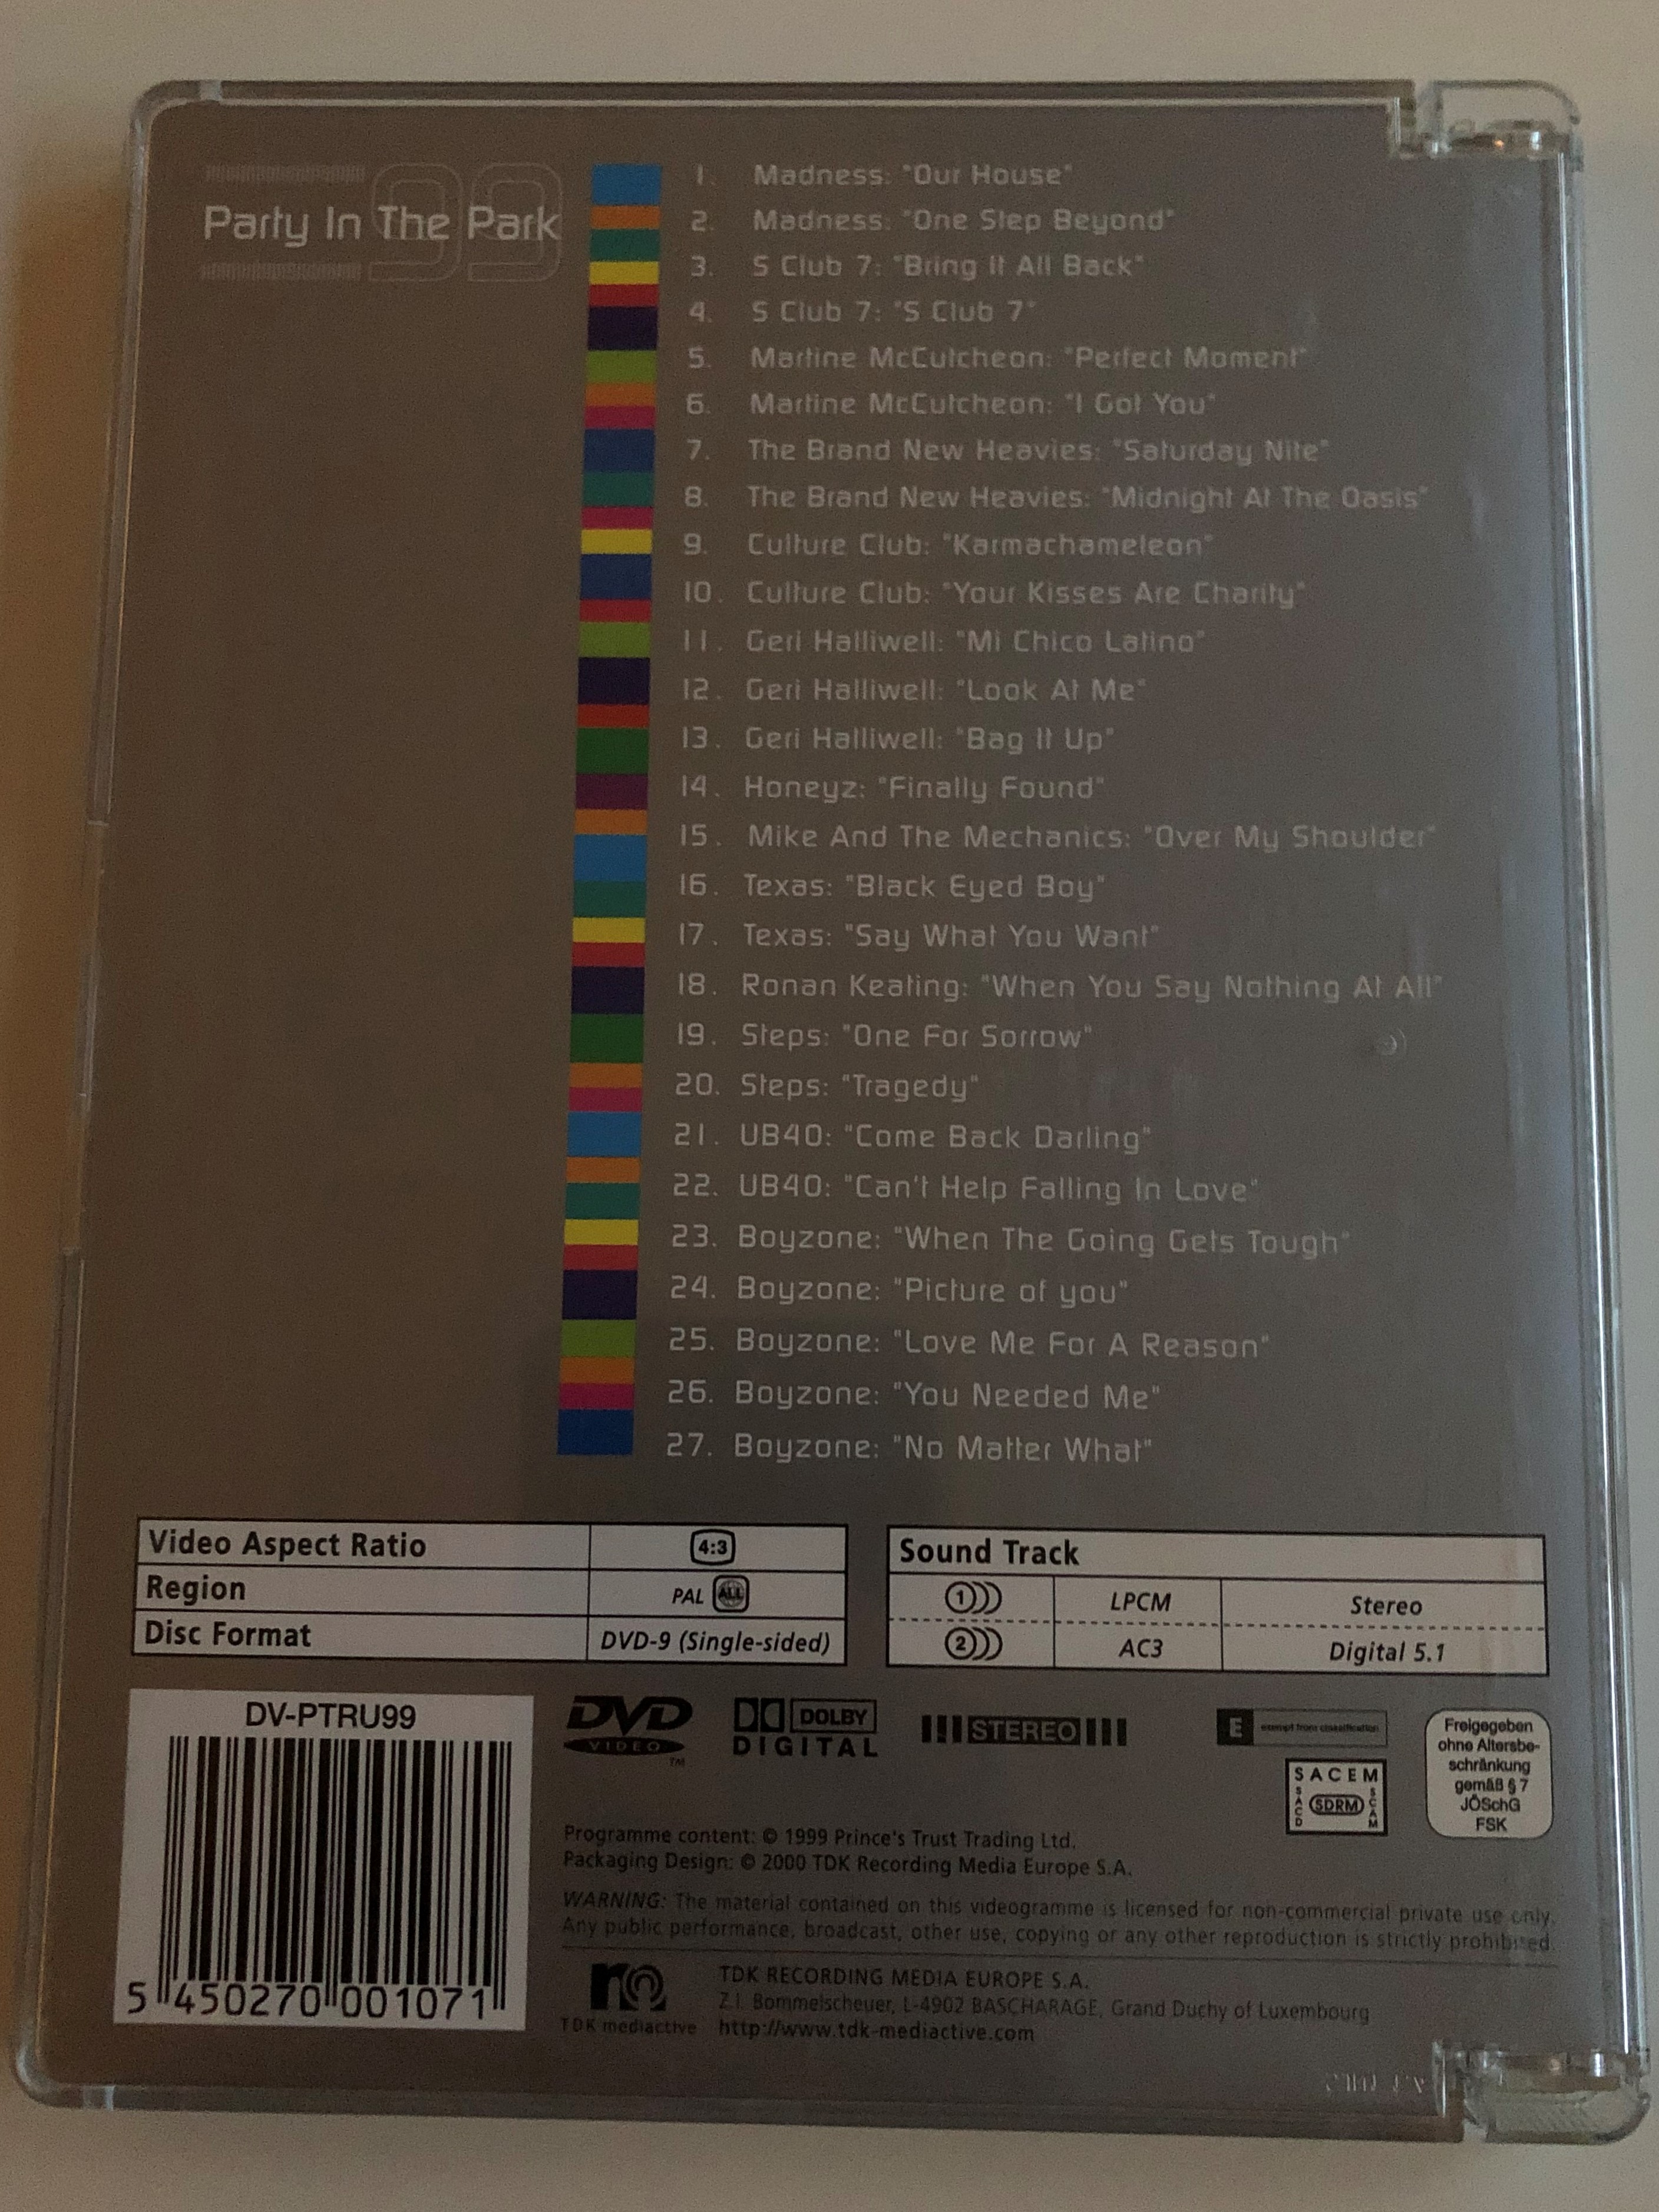 99
Party In The Park
1. Madness: "Our House"
2. Madness: "One Step Beyond"
3. S Club 7: "Bring It All Back"
4. S Club 7: "S Club 7"
5. Martine McCutcheon: "Perfect Moment"
6. Martine McCutcheon: "I Got You"
7. The Brand New Heavies: "Saturday Nite"
8. The Brand New Heavies: "Midnight At The Oasis"
9. Culture Club: "Karmachameleon"
10. Culture Club: "Your Kisses Are Charity"
11. Geri Halliwell: "Mi Chico Latino"
12. Geri Halliwell: "Look At Me"
13. Geri Halliwell: "Bag It Up"
14. Honeyz: "Finally Found"
15. Mike And The Mechanics: "Over My Shoulder"
16. Texas: "Black Eyed Boy"
17. Texas: "Say What You Want"
18. Ronan Keating: "When You Say Nothing At All"
19. Steps: "One For Sorrow"
20. Steps: "Tragedy"
21. UB40: "Come Back Darling"
22. UB40: "Can't Help Falling In Love"
23. Boyzone: "When The Going Gets Tough"
24. Boyzone: "Picture of you"
25. Boyzone: "Love Me For A Reason"
26. Boyzone: "You Needed Me"
27. Boyzone: "No Matter What"
Video Aspect Ratio 4:3
Region PAL ALL
Disc Format DVD-9 (Single-sided)
Sound Track
1 LPCM Stereo
2 AC3 Digital 5.1
DV-PTRU99
5 450270 001071
DVD
VIDEO
TM
DOLBY
DIGITAL
STEREO
E exempt from classification
SACEM
SACD
SDRM
SCAM
Freigegeben
ohne Altersbe-
schränkung
gemäß § 7
JÖSchG
FSK
Programme content: © 1999 Prince's Trust Trading Ltd.
Packaging Design: © 2000 TDK Recording Media Europe S.A.
WARNING: The material contained on this videogramme is licensed for non-commercial private use only.
Any public performance, broadcast, other use, copying or any other reproduction is strictly prohibited.
TDK mediactive
TDK RECORDING MEDIA EUROPE S.A.
Z.I. Bommelscheuer, L-4902 BASCHARAGE, Grand Duchy of Luxembourg
http://www.tdk-mediactive.com